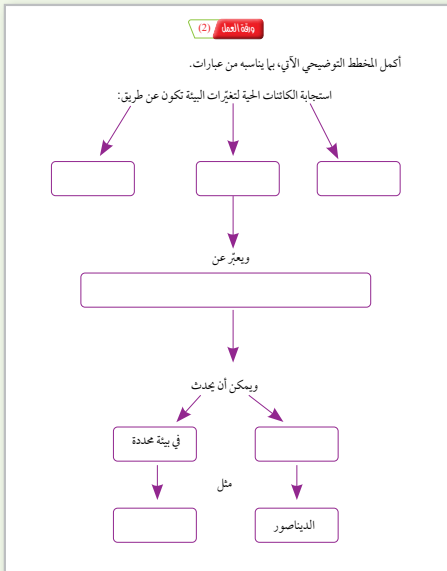 ورقة العمل (2)
أكمل المخطط التوضيحي الآتي، بما يناسبه من عبارات.
استجابة الكائنات الحية لتغيّرات البيئة تكون عن طريق:
ويعبّر عن
ويمكن أن يحدث
في بيئة محددة
مثل
الديناصور